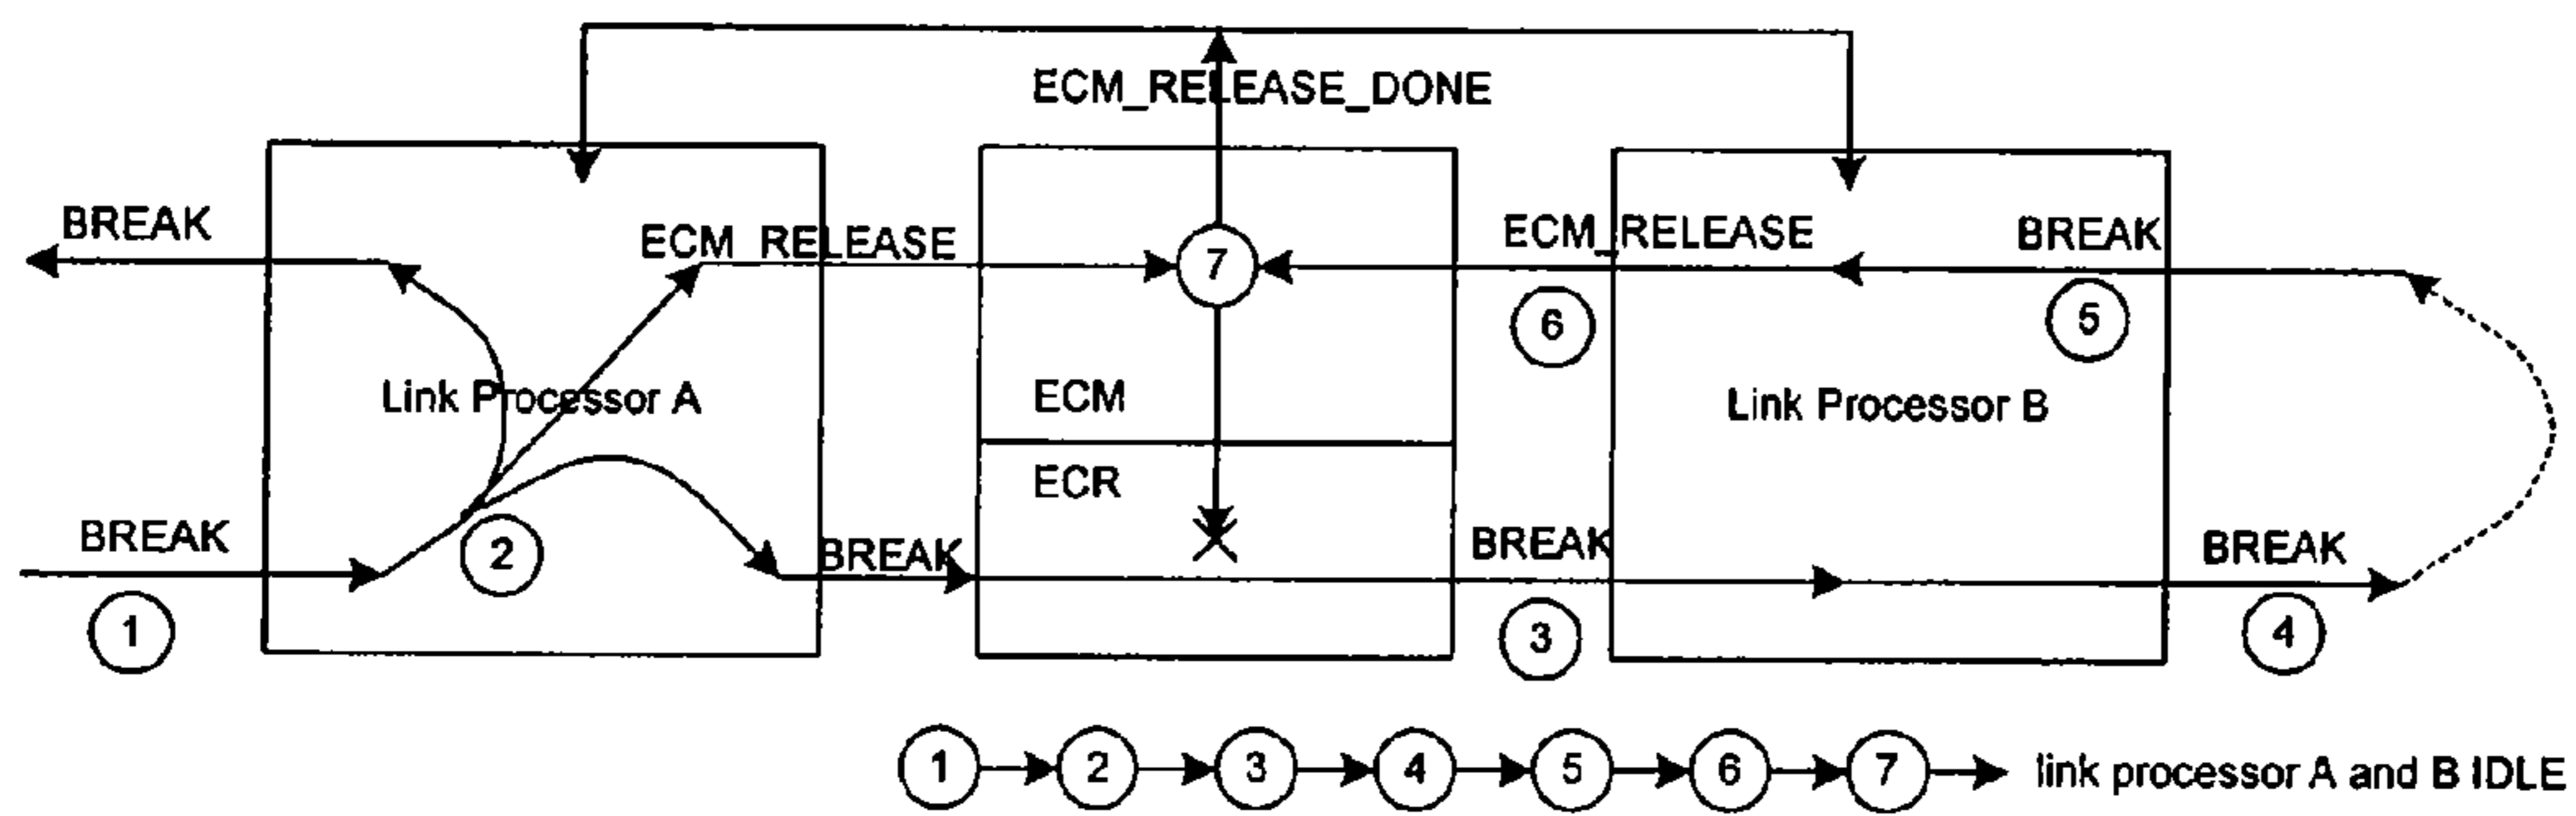 ECM_RELEASE_DONE
BREAK
ECM_RELEASE
7
ECM_RELEASE
BREAK
6
5
Link Processor A
ECM
Link Processor B
ECR
BREAK
2
BREAK
BREAK
BREAK
1
3
4
1 2 3 4 5 6 7 link processor A and B IDLE